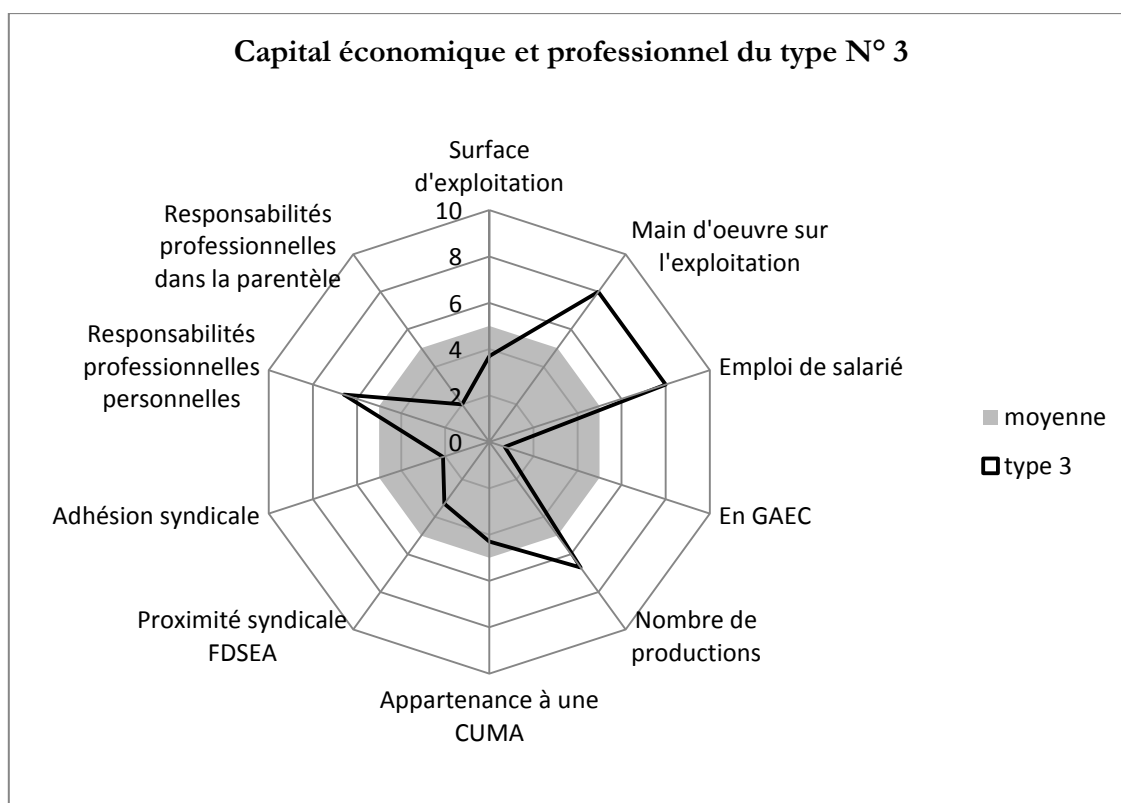 Capital économique et professionnel du type N° 3
Surface
d'exploitation
Main d'oeuvre sur
l'exploitation
Emploi de salarié
En GAEC
Nombre de
productions
Appartenance à une
CUMA
Proximité syndicale
FDSEA
Adhésion syndicale
Responsabilités
professionnelles
personnelles
Responsabilités
professionnelles
dans la parentèle
10
8
6
4
2
0
moyenne
type 3